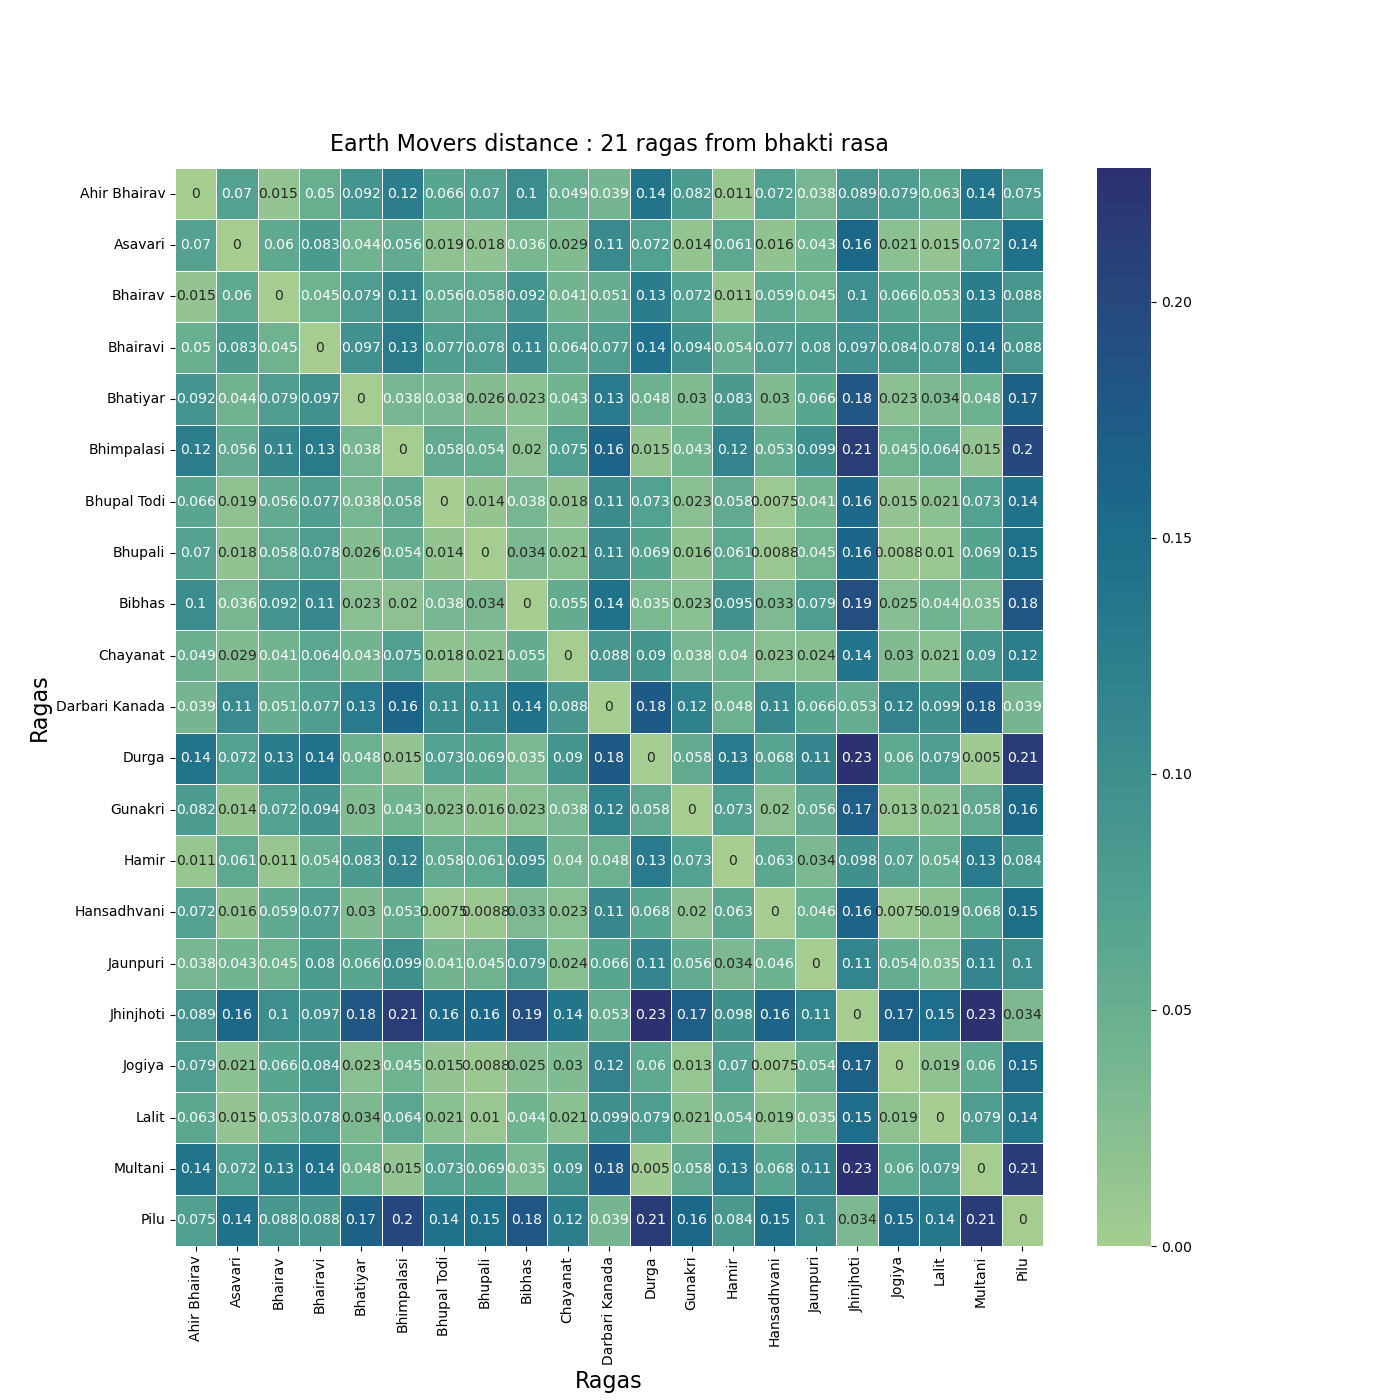 Earth Movers distance : 21 ragas from bhakti rasa
Ragas
Ahir Bhairav 0 0.07 0.015 0.05 0.092 0.12 0.066 0.07 0.1 0.049 0.039 0.14 0.082 0.011 0.072 0.038 0.089 0.079 0.063 0.14 0.075
Asavari 0.07 0 0.06 0.083 0.044 0.056 0.019 0.018 0.036 0.029 0.11 0.072 0.014 0.061 0.016 0.043 0.16 0.021 0.015 0.072 0.14
Bhairav 0.015 0.06 0 0.045 0.079 0.11 0.056 0.058 0.092 0.041 0.051 0.13 0.072 0.011 0.059 0.045 0.1 0.066 0.053 0.13 0.088
Bhairavi 0.05 0.083 0.045 0 0.097 0.13 0.077 0.078 0.11 0.064 0.077 0.14 0.094 0.054 0.077 0.08 0.097 0.084 0.078 0.14 0.088
Bhatiyar 0.092 0.044 0.079 0.097 0 0.038 0.038 0.026 0.023 0.043 0.13 0.048 0.03 0.083 0.03 0.066 0.18 0.023 0.034 0.048 0.17
Bhimpalasi 0.12 0.056 0.11 0.13 0.038 0 0.058 0.054 0.02 0.075 0.16 0.015 0.043 0.12 0.053 0.099 0.21 0.045 0.064 0.015 0.2
Bhupal Todi 0.066 0.019 0.056 0.077 0.038 0.058 0 0.014 0.038 0.018 0.11 0.073 0.023 0.058 0.0075 0.041 0.16 0.015 0.021 0.073 0.14
Bhupali 0.07 0.018 0.058 0.078 0.026 0.054 0.014 0 0.034 0.021 0.11 0.069 0.016 0.061 0.0088 0.045 0.16 0.0088 0.01 0.069 0.15
Bibhas 0.1 0.036 0.092 0.11 0.023 0.02 0.038 0.034 0 0.055 0.14 0.035 0.023 0.095 0.033 0.079 0.19 0.025 0.044 0.035 0.18
Chayanat 0.049 0.029 0.041 0.064 0.043 0.075 0.018 0.021 0.055 0 0.088 0.09 0.038 0.04 0.023 0.024 0.14 0.03 0.021 0.09 0.12
Darbari Kanada 0.039 0.11 0.051 0.077 0.13 0.16 0.11 0.11 0.14 0.088 0 0.18 0.12 0.048 0.11 0.066 0.053 0.12 0.099 0.18 0.039
Durga 0.14 0.072 0.13 0.14 0.048 0.015 0.073 0.069 0.035 0.09 0.18 0 0.058 0.13 0.068 0.11 0.23 0.06 0.079 0.005 0.21
Gunakri 0.082 0.014 0.072 0.094 0.03 0.043 0.023 0.016 0.023 0.038 0.12 0.058 0 0.073 0.02 0.056 0.17 0.013 0.021 0.058 0.16
Hamir 0.011 0.061 0.011 0.054 0.083 0.12 0.058 0.061 0.095 0.04 0.048 0.13 0.073 0 0.063 0.034 0.098 0.07 0.054 0.13 0.084
Hansadhvani 0.072 0.016 0.059 0.077 0.03 0.053 0.0075 0.0088 0.033 0.023 0.11 0.068 0.02 0.063 0 0.046 0.16 0.0075 0.019 0.068 0.15
Jaunpuri 0.038 0.043 0.045 0.08 0.066 0.099 0.041 0.045 0.079 0.024 0.066 0.11 0.056 0.034 0.046 0 0.11 0.054 0.035 0.11 0.1
Jhinjhoti 0.089 0.16 0.1 0.097 0.18 0.21 0.16 0.16 0.19 0.14 0.053 0.23 0.17 0.098 0.16 0.11 0 0.17 0.15 0.23 0.034
Jogiya 0.079 0.021 0.066 0.084 0.023 0.045 0.015 0.0088 0.025 0.03 0.12 0.06 0.013 0.07 0.0075 0.054 0.17 0 0.019 0.06 0.15
Lalit 0.063 0.015 0.053 0.078 0.034 0.064 0.021 0.01 0.044 0.021 0.099 0.079 0.021 0.054 0.019 0.035 0.15 0.019 0 0.079 0.14
Multani 0.14 0.072 0.13 0.14 0.048 0.015 0.073 0.069 0.035 0.09 0.18 0.005 0.058 0.13 0.068 0.11 0.23 0.06 0.079 0 0.21
Pilu 0.075 0.14 0.088 0.088 0.17 0.2 0.14 0.15 0.18 0.12 0.039 0.21 0.16 0.084 0.15 0.1 0.034 0.15 0.14 0.21 0
Ahir Bhairav
Asavari
Bhairav
Bhairavi
Bhatiyar
Bhimpalasi
Bhupal Todi
Bhupali
Bibhas
Chayanat
Darbari Kanada
Durga
Gunakri
Hamir
Hansadhvani
Jaunpuri
Jhinjhoti
Jogiya
Lalit
Multani
Pilu
Ragas
0.20
0.15
0.10
0.05
0.00